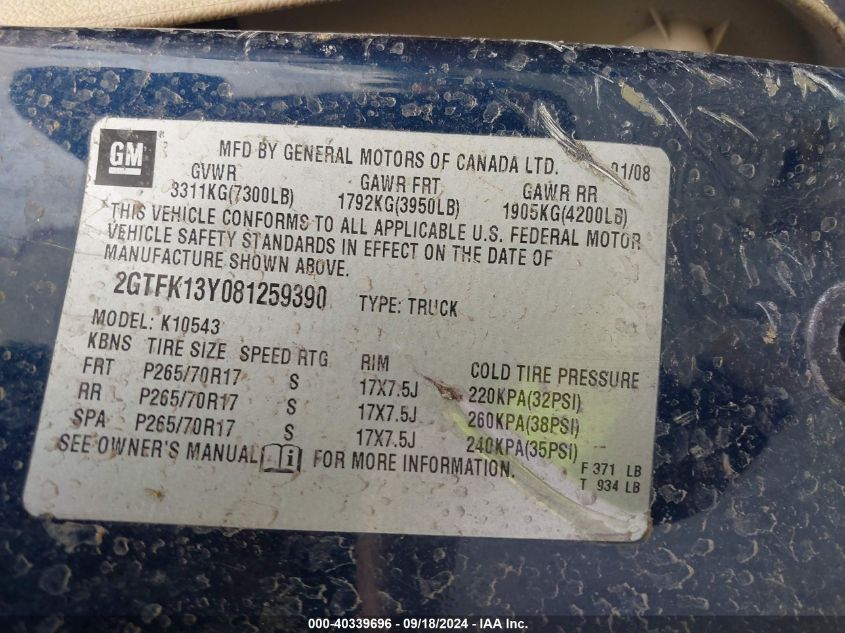 GM MFD BY GENERAL MOTORS OF CANADA LTD. 01/08
GVWR GAWR FRT GAWR RR
3311KG(7300LB) 1792KG(3950LB) 1905KG(4200LB)
THIS VEHICLE CONFORMS TO ALL APPLICABLE U.S. FEDERAL MOTOR
VEHICLE SAFETY STANDARDS IN EFFECT ON THE DATE OF
MANUFACTURE SHOWN ABOVE.
2GTFK13Y081259390 TYPE: TRUCK
MODEL: K10543
KBNS TIRE SIZE SPEED RTG RIM COLD TIRE PRESSURE
FRT P265/70R17 S 17X7.5J 220KPA(32PSI)
RR P265/70R17 S 17X7.5J 260KPA(38PSI)
SPA P265/70R17 S 17X7.5J 240KPA(35PSI)
SEE OWNER'S MANUAL FOR MORE INFORMATION. F 371 LB
T 934 LB
000-40339696 - 09/18/2024 - IAA Inc.